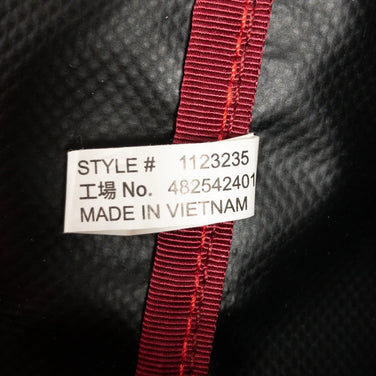 STYLE # 1123235
工場 No. 482542401
MADE IN VIETNAM